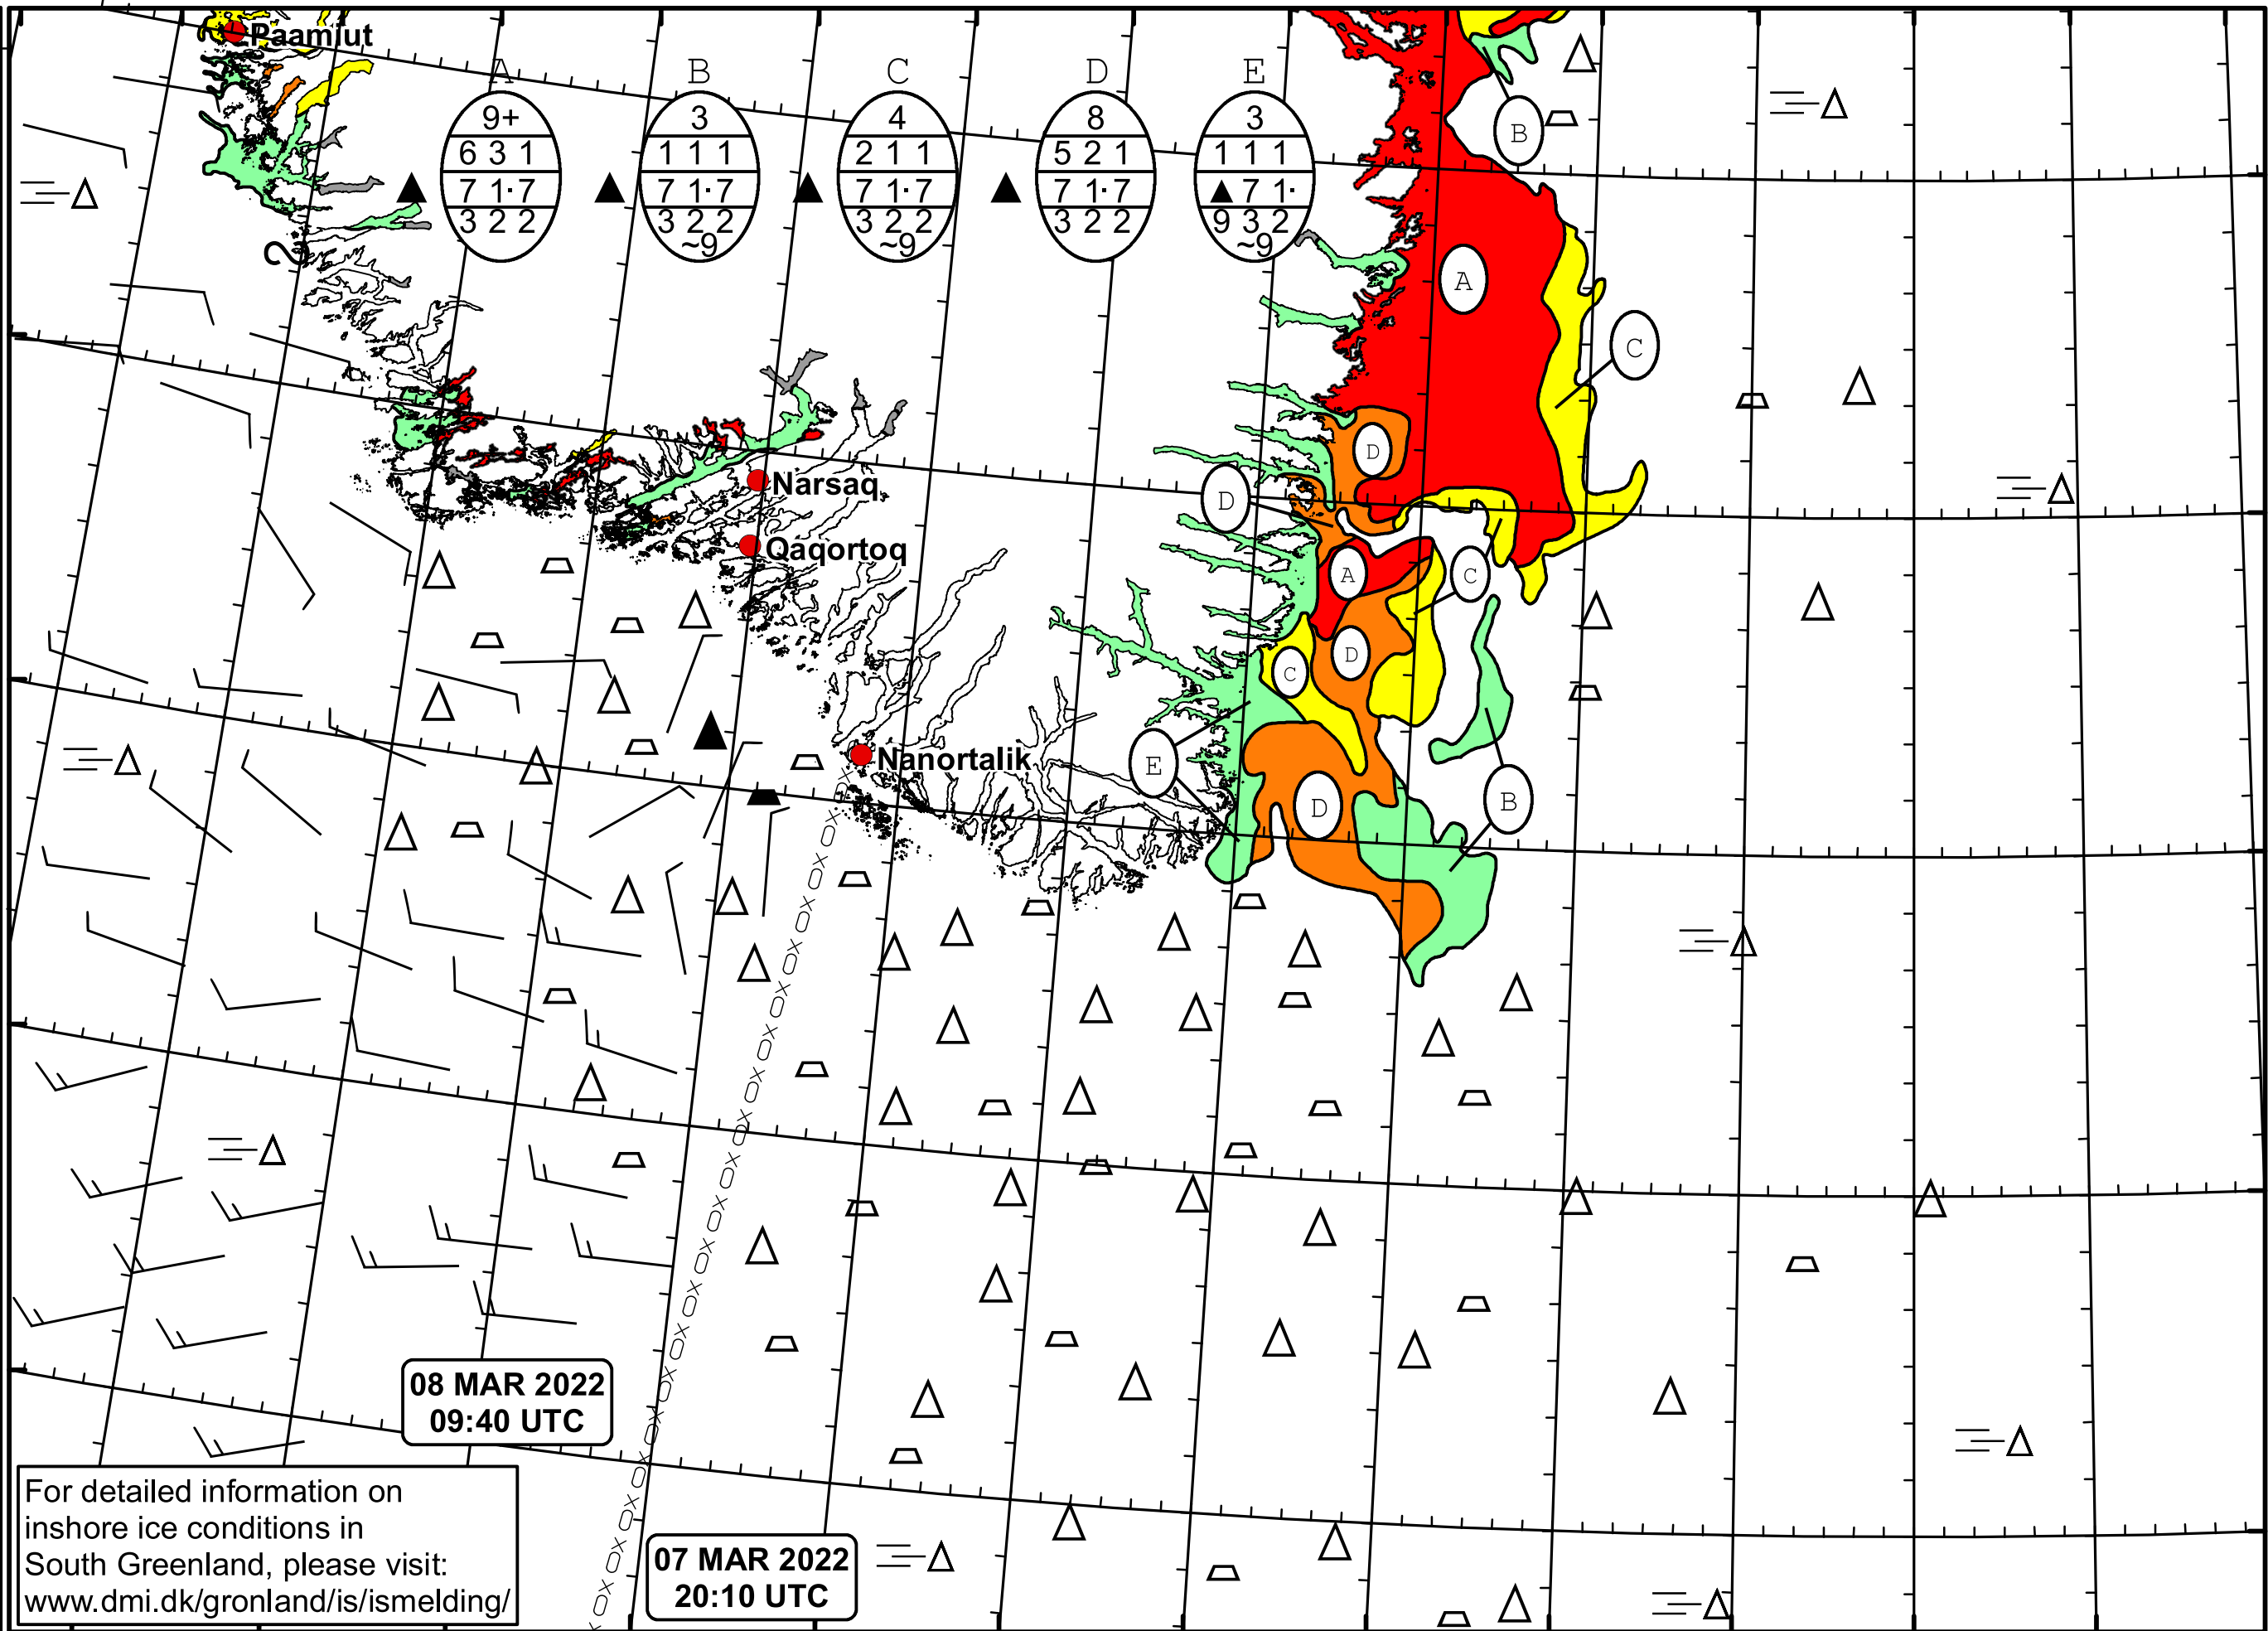 Paamiut
A B C D E
9+
6 3 1
7 1· 7
3 2 2
3
1 1 1
7 1· 7
3 2 2
~9
4
2 1 1
7 1· 7
3 2 2
~9
8
5 2 1
7 1· 7
3 2 2
3
1 1 1
▲ 7 1·
9 3 2
~9
B
A
C
D
D
Narsaq
Qaqortoq
A
C
D
C
Nanortalik
E
D
B
08 MAR 2022
09:40 UTC
07 MAR 2022
20:10 UTC
For detailed information on
inshore ice conditions in
South Greenland, please visit:
www.dmi.dk/gronland/is/ismelding/